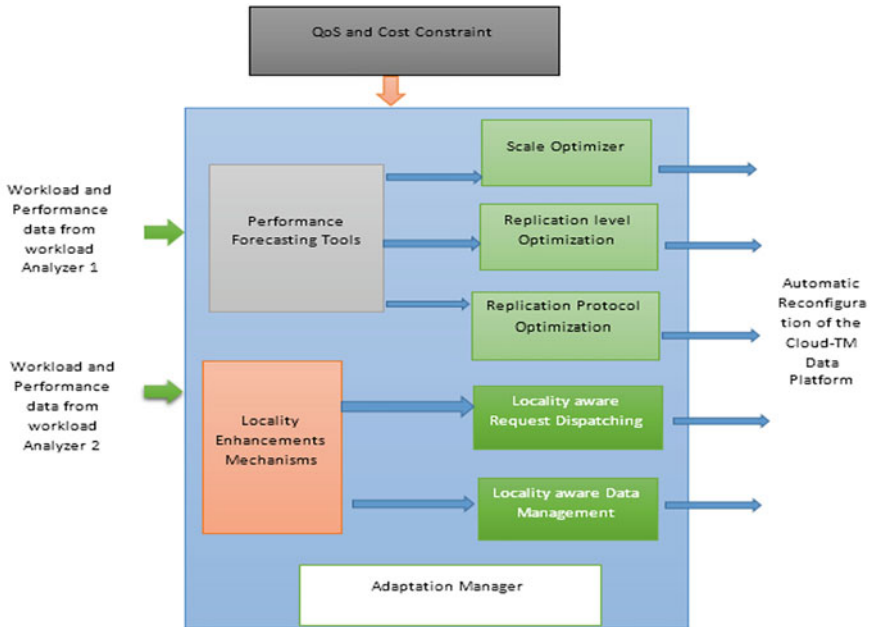 QoS and Cost Constraint
Workload and
Performance
data from
workload
Analyzer 1
Performance
Forecasting Tools
Scale Optimizer
Replication level
Optimization
Replication Protocol
Optimization
Automatic
Reconfigura
tion of the
Cloud-TM
Data
Platform
Workload and
Performance
data from
workload
Analyzer 2
Locality
Enhancements
Mechanisms
Locality aware
Request Dispatching
Locality aware Data
Management
Adaptation Manager